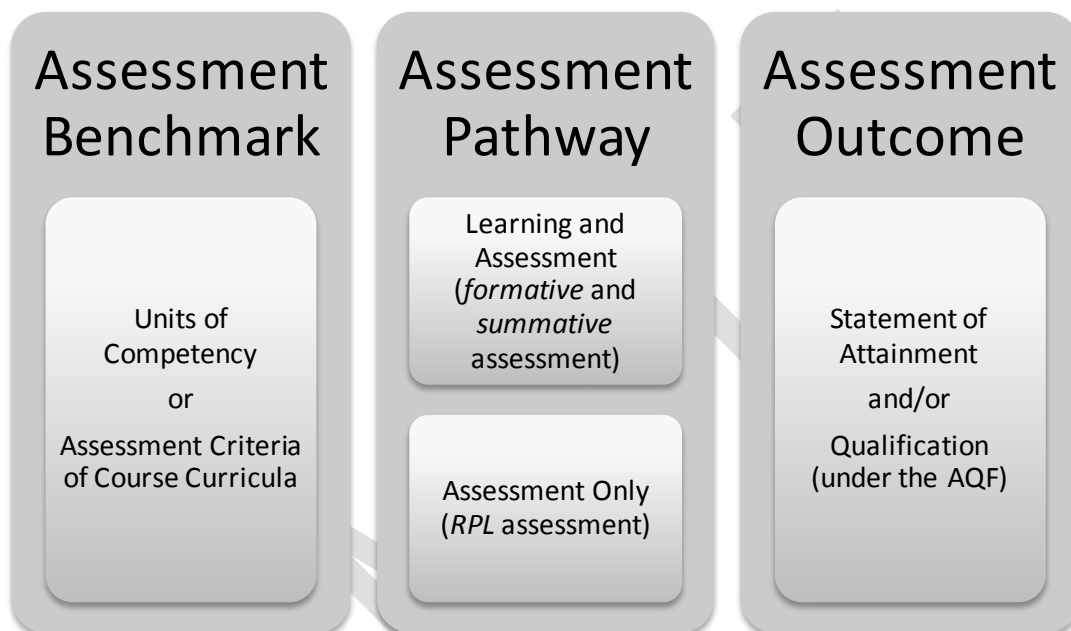 Assessment
Benchmark
Units of
Competency
or
Assessment Criteria
of Course Curricula
Assessment
Pathway
Learning and
Assessment
(formative and
summative
assessment)
Assessment Only
(RPL assessment)
Assessment
Outcome
Statement of
Attainment
and/or
Qualification
(under the AQF)